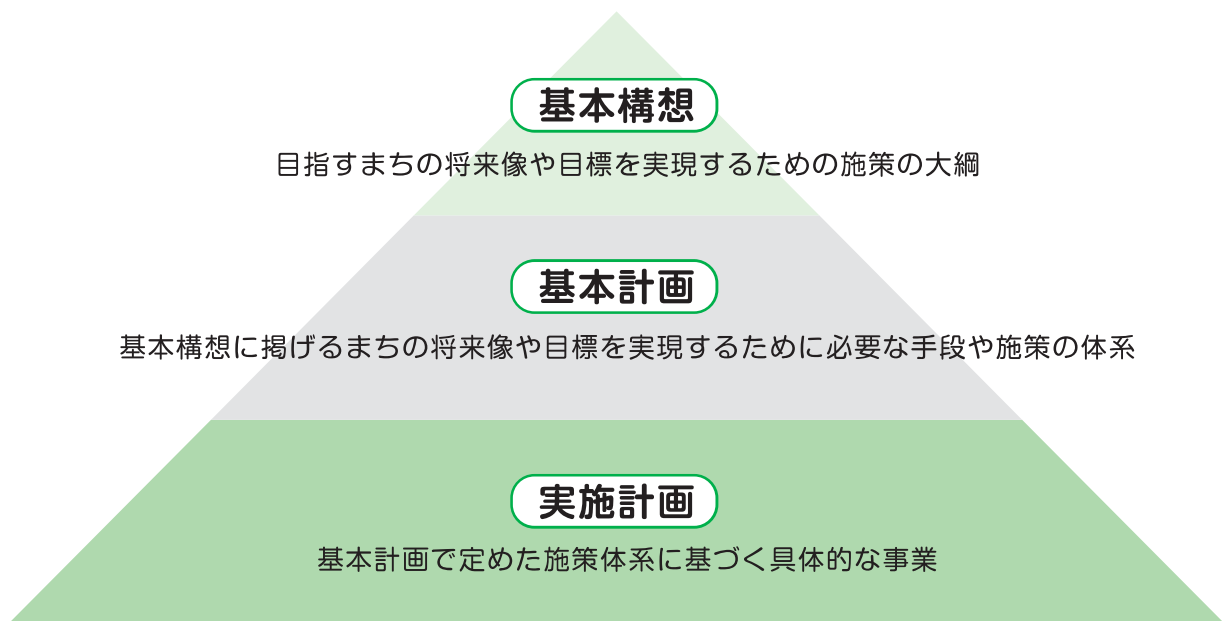 基本構想
目指すまちの将来像や目標を実現するための施策の大綱
基本計画
基本構想に掲げるまちの将来像や目標を実現するために必要な手段や施策の体系
実施計画
基本計画で定めた施策体系に基づく具体的な事業